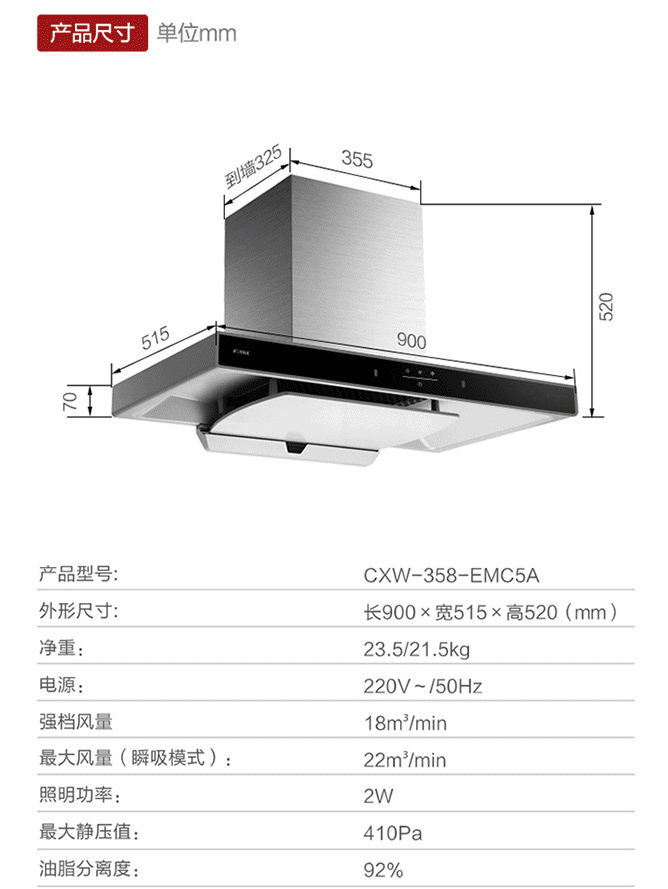 产品尺寸 单位mm
到墙325
355
515
900
520
70
产品型号: CXW-358-EMC5A
外形尺寸: 长900×宽515×高520（mm）
净重: 23.5/21.5kg
电源: 220V~/50Hz
强档风量 18m³/min
最大风量（瞬吸模式）: 22m³/min
照明功率: 2W
最大静压值: 410Pa
油脂分离度: 92%